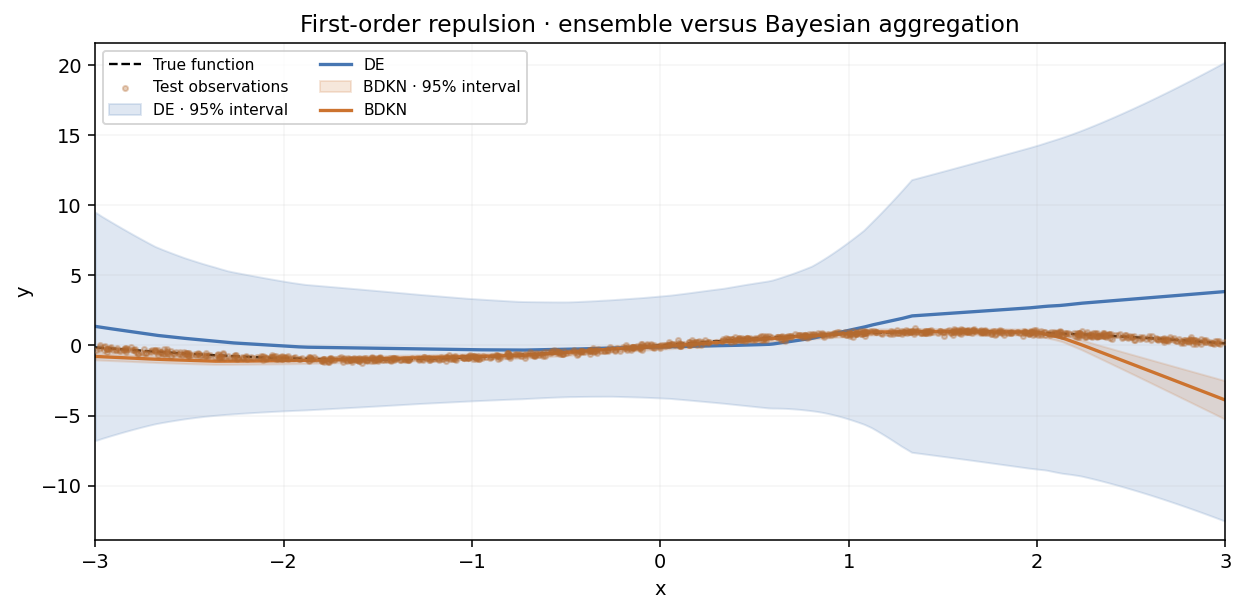 First-order repulsion · ensemble versus Bayesian aggregation
True function
Test observations
DE · 95% interval
DE
BDKN · 95% interval
BDKN
y
20
15
10
5
0
−5
−10
−3
−2
−1
0
1
2
3
x